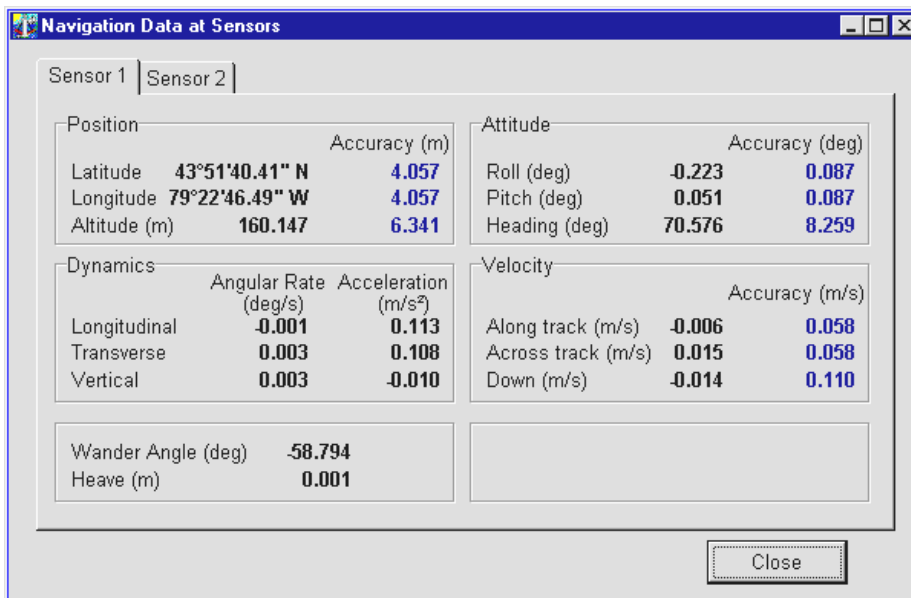 Navigation Data at Sensors
Sensor 1 Sensor 2
Position
Accuracy (m)
Latitude 43°51'40.41" N 4.057
Longitude 79°22'46.49" W 4.057
Altitude (m) 160.147 6.341
Attitude
Accuracy (deg)
Roll (deg) -0.223 0.087
Pitch (deg) 0.051 0.087
Heading (deg) 70.576 8.259
Dynamics
Angular Rate Acceleration
(deg/s) (m/s²)
Longitudinal -0.001 0.113
Transverse 0.003 0.108
Vertical 0.003 -0.010
Velocity
Accuracy (m/s)
Along track (m/s) -0.006 0.058
Across track (m/s) 0.015 0.058
Down (m/s) -0.014 0.110
Wander Angle (deg) -58.794
Heave (m) 0.001
Close